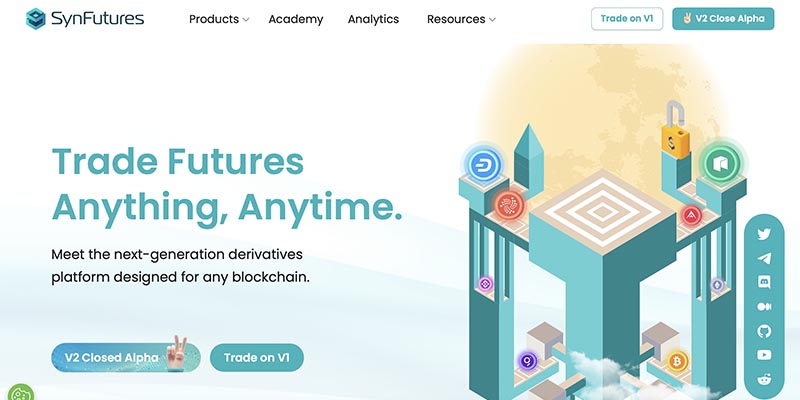 SynFutures
Products
Academy
Analytics
Resources
Trade on V1
V2 Close Alpha
Trade Futures
Anything, Anytime.
Meet the next-generation derivatives
platform designed for any blockchain.
V2 Closed Alpha
Trade on V1